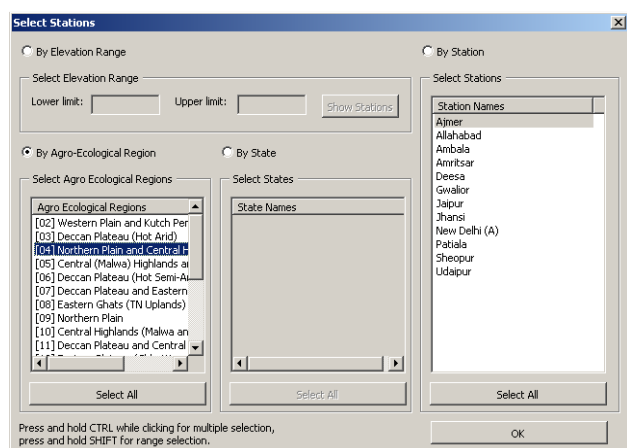 Select Stations
By Elevation Range
By Station
Select Elevation Range
Lower limit:
Upper limit:
Show Stations
By Agro-Ecological Region
By State
Select Agro Ecological Regions
Agro Ecological Regions
[02] Western Plain and Kutch Per
[03] Deccan Plateau (Hot Arid)
[04] Northern Plain and Central H
[05] Central (Malwa) Highlands ar
[06] Deccan Plateau (Hot Semi-Ar
[07] Deccan Plateau and Eastern
[08] Eastern Ghats (TN Uplands)
[09] Northern Plain
[10] Central Highlands (Malwa an
[11] Deccan Plateau and Central
Select All
Select States
State Names
Select All
Select Stations
Station Names
Ajmer
Allahabad
Ambala
Amritsar
Deesa
Gwalior
Jaipur
Jhansi
New Delhi (A)
Patiala
Sheopur
Udaipur
Select All
Press and hold CTRL while clicking for multiple selection,
press and hold SHIFT for range selection.
OK